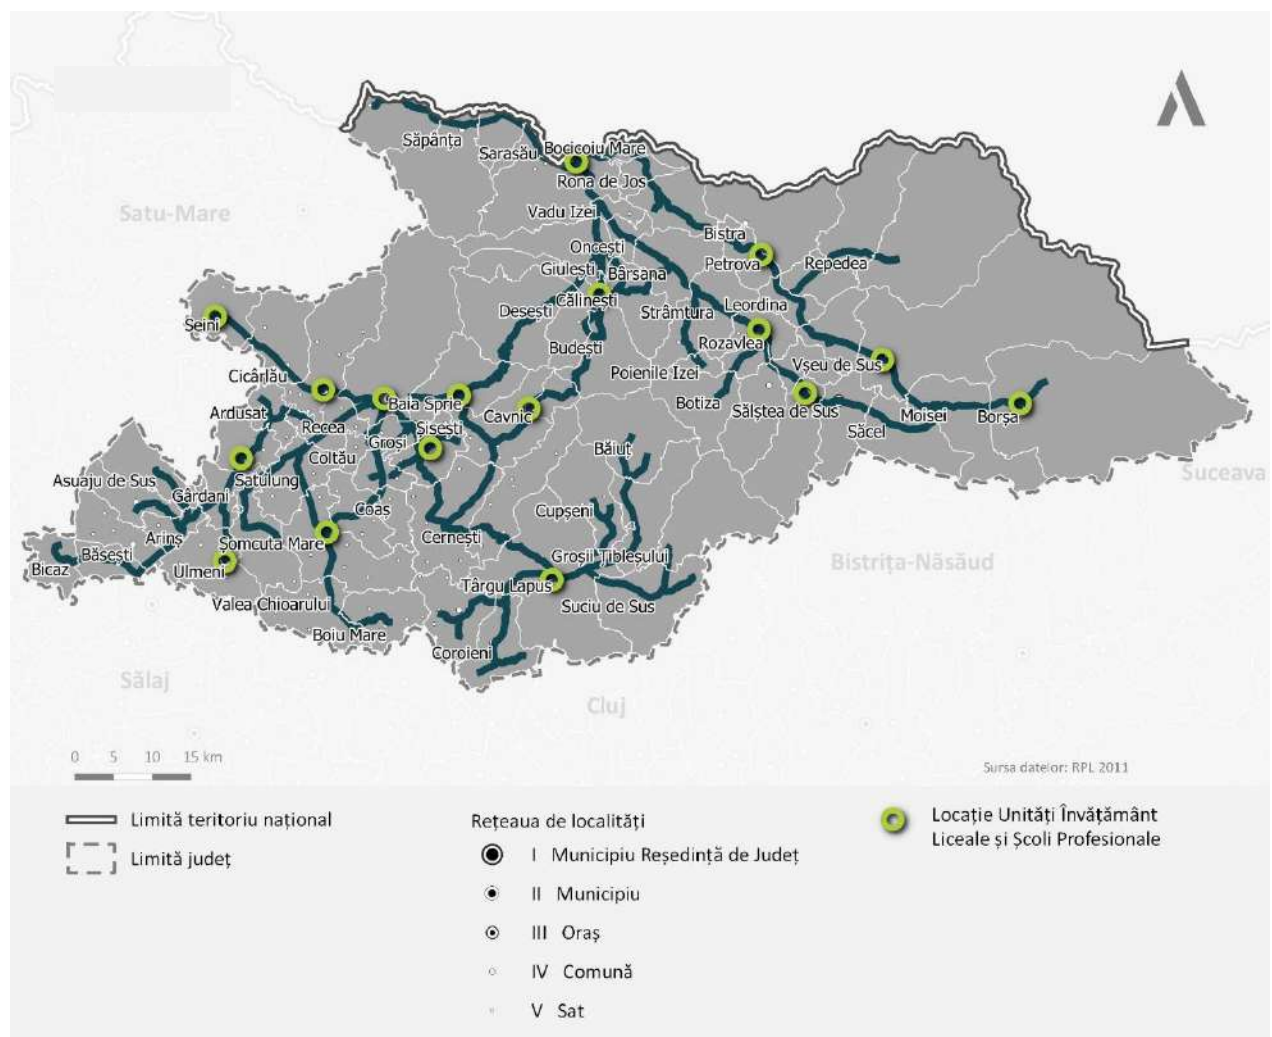 Săpânța
Sarasău
Bocicoiu Mare
Rona de Jos
Satu-Mare
Vadu Izei
Bistra
Oncești
Petrova
Repedea
Giulești
Bârsana
Călinești
Desești
Strâmtura
Leordina
Seini
Budești
Rozavlea
Cicârlău
Poienile Izei
Vșeu de Sus
Ardusat
Baia Sprie
Cavnic
Botiza
Sălștea de Sus
Moisei
Borșa
Recea
Sisești
Groși
Săcel
Coltău
Băiuț
Suceava
Asuaju de Sus
Satulung
Gârdani
Coaș
Cupșeni
Arinș
Șomcuta Mare
Cernești
Băsești
Groșii Țibleșului
Bistrița-Năsăud
Bicaz
Ulmeni
Târgu Lapuș
Valea Chioarului
Suciu de Sus
Boiu Mare
Coroieni
Sălaj
Cluj
0 5 10 15 km
Sursa datelor: RPL 2011
Limită teritoriu național
Limită județ
Rețeaua de localități
I Municipiu Reședință de Județ
II Municipiu
III Oraș
IV Comună
V Sat
Locație Unități Învățământ
Liceale și Școli Profesionale